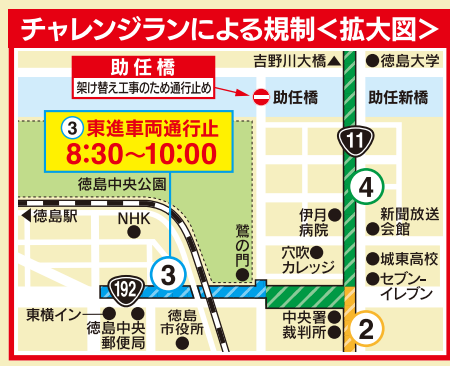 チャレンジランによる規制<拡大図>
助任橋
架け替え工事のため通行止め
吉野川大橋▲
徳島大学
助任橋
助任新橋
③東進車両通行止
8:30〜10:00
11
徳島中央公園
4
◀徳島駅
NHK
鷲の門
伊月
病院
新聞放送
会館
穴吹
カレッジ
城東高校
セブン-
イレブン
192
3
東横イン
徳島中央
郵便局
徳島
市役所
中央署
裁判所
2